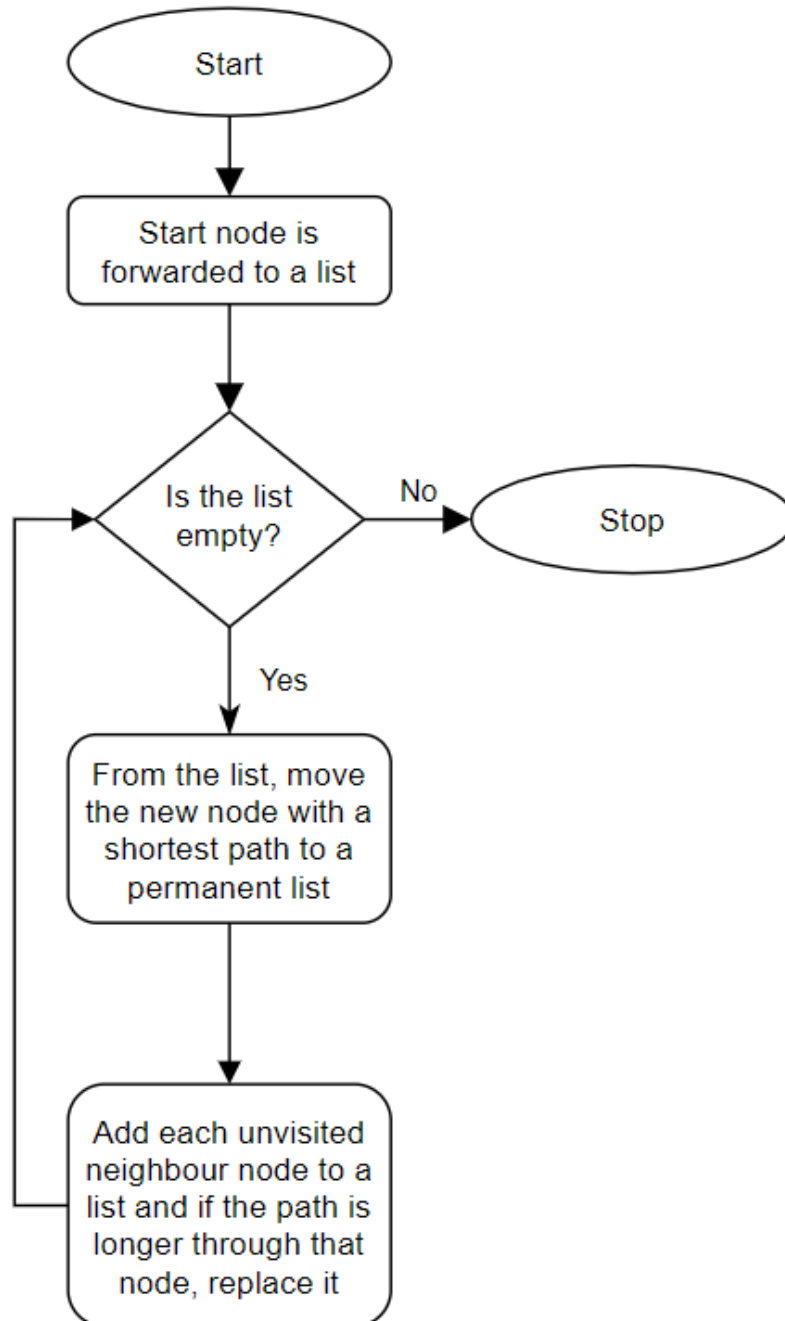 Start
Start node is
forwarded to a list
Is the list
empty?
No
Stop
Yes
From the list, move
the new node with a
shortest path to a
permanent list
Add each unvisited
neighbour node to a
list and if the path is
longer through that
node, replace it